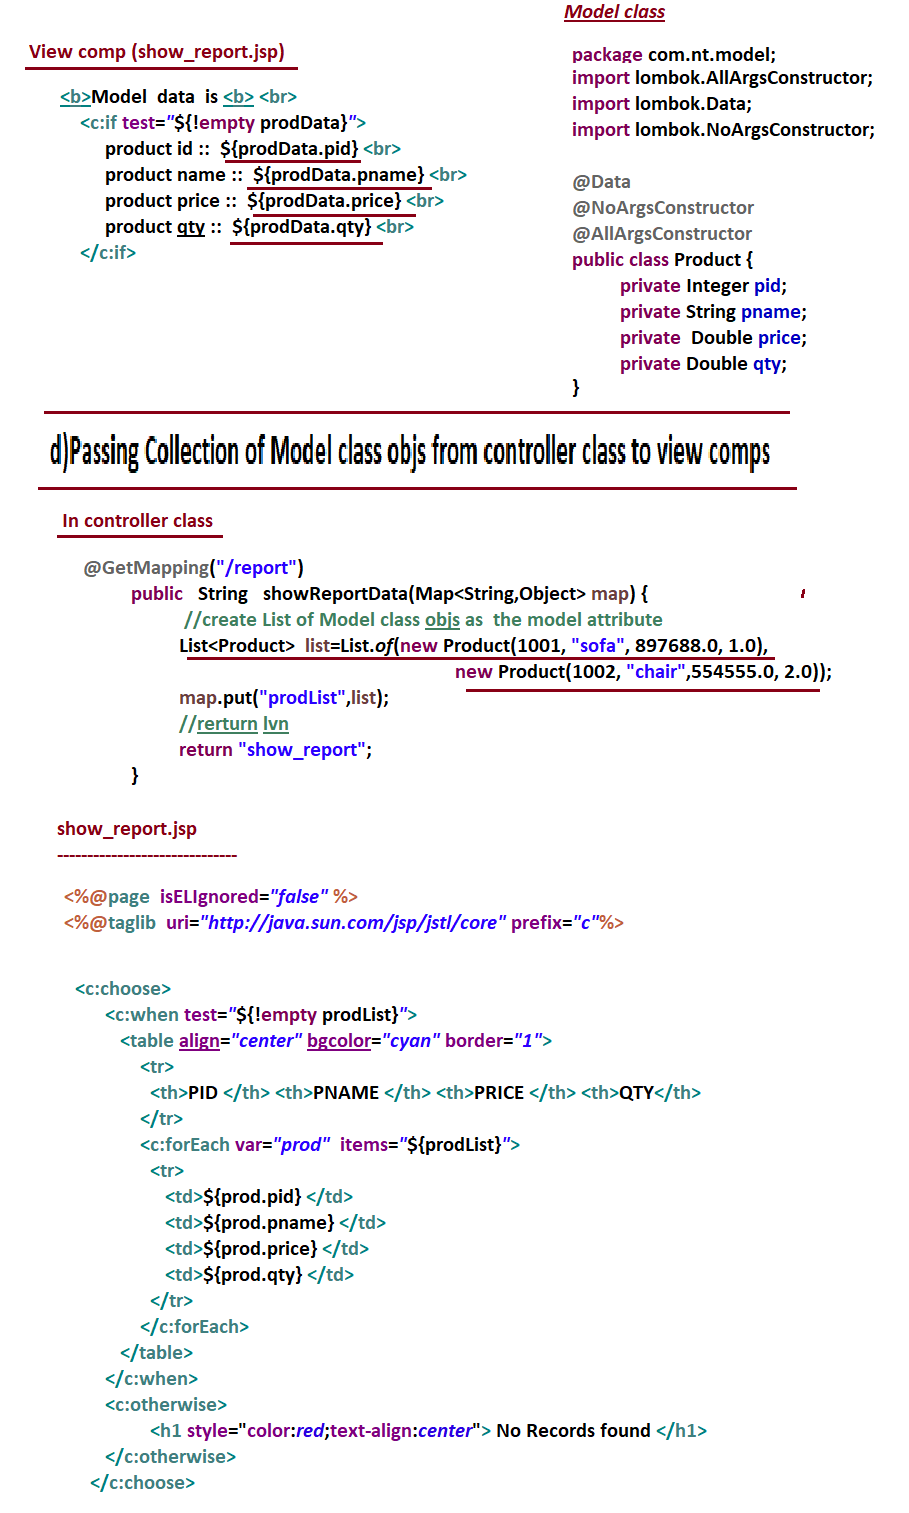 View comp (show_report.jsp)
<b>Model  data  is <b> <br>
<c:if test="${!empty prodData}">
product id ::  ${prodData.pid} <br>
product name ::  ${prodData.pname} <br>
product price ::  ${prodData.price} <br>
product qty ::  ${prodData.qty} <br>
</c:if>
Model class
package com.nt.model;
import lombok.AllArgsConstructor;
import lombok.Data;
import lombok.NoArgsConstructor;
@Data
@NoArgsConstructor
@AllArgsConstructor
public class Product {
private Integer pid;
private String pname;
private  Double price;
private Double qty;
}
d)Passing Collection of Model class objs from controller class to view comps
In controller class
@GetMapping("/report")
public   String   showReportData(Map<String,Object> map) {
//create List of Model class objs as  the model attribute
List<Product>  list=List.of(new Product(1001, "sofa", 897688.0, 1.0),
new Product(1002, "chair",554555.0, 2.0));
map.put("prodList",list);
//rerturn lvn
return "show_report";
}
show_report.jsp
------------------------------
<%@page  isELIgnored="false" %>
<%@taglib  uri="http://java.sun.com/jsp/jstl/core" prefix="c"%>
<c:choose>
<c:when test="${!empty prodList}">
<table align="center" bgcolor="cyan" border="1">
<tr>
<th>PID </th> <th>PNAME </th> <th>PRICE </th> <th>QTY</th>
</tr>
<c:forEach var="prod"  items="${prodList}">
<tr>
<td>${prod.pid} </td>
<td>${prod.pname} </td>
<td>${prod.price} </td>
<td>${prod.qty} </td>
</tr>
</c:forEach>
</table>
</c:when>
<c:otherwise>
<h1 style="color:red;text-align:center"> No Records found </h1>
</c:otherwise>
</c:choose>